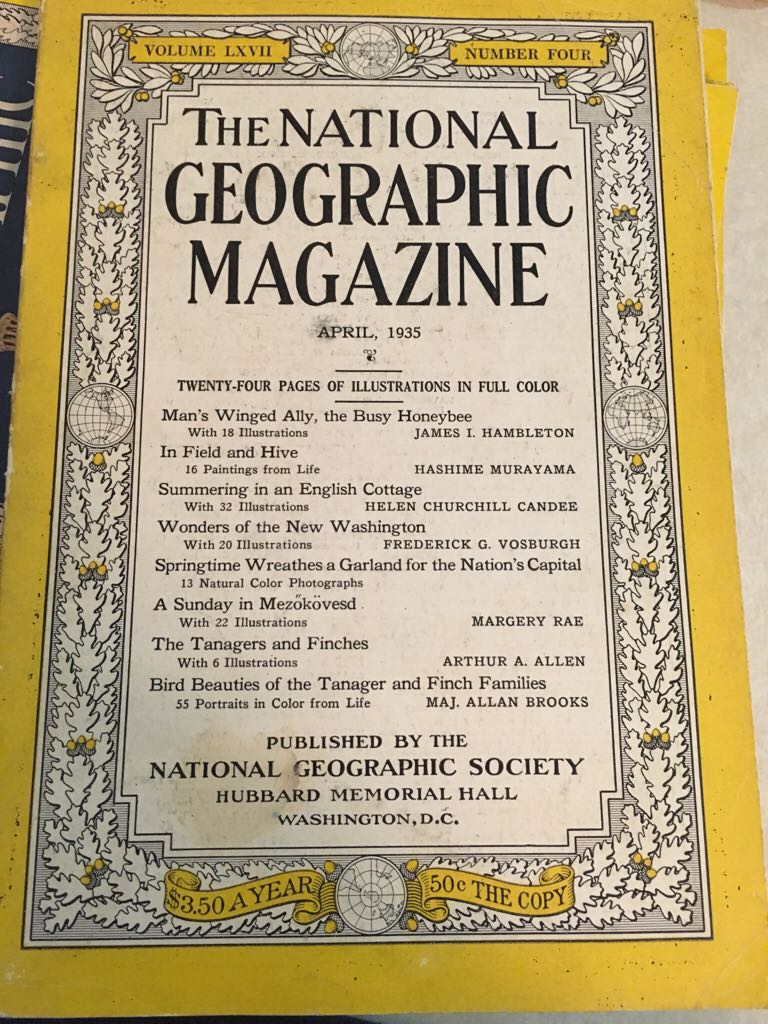 VOLUME LXVII
NUMBER FOUR
THE NATIONAL
GEOGRAPHIC
MAGAZINE
APRIL, 1935
TWENTY-FOUR PAGES OF ILLUSTRATIONS IN FULL COLOR
Man's Winged Ally, the Busy Honeybee
With 18 Illustrations JAMES I. HAMBLETON
In Field and Hive
16 Paintings from Life HASHIME MURAYAMA
Summering in an English Cottage
With 32 Illustrations HELEN CHURCHILL CANDEE
Wonders of the New Washington
With 20 Illustrations FREDERICK G. VOSBURGH
Springtime Wreathes a Garland for the Nation's Capital
13 Natural Color Photographs
A Sunday in Mezőkövesd
With 22 Illustrations MARGERY RAE
The Tanagers and Finches
With 6 Illustrations ARTHUR A. ALLEN
Bird Beauties of the Tanager and Finch Families
55 Portraits in Color from Life MAJ. ALLAN BROOKS
PUBLISHED BY THE
NATIONAL GEOGRAPHIC SOCIETY
HUBBARD MEMORIAL HALL
WASHINGTON, D.C.
$3.50 A YEAR
50c THE COPY